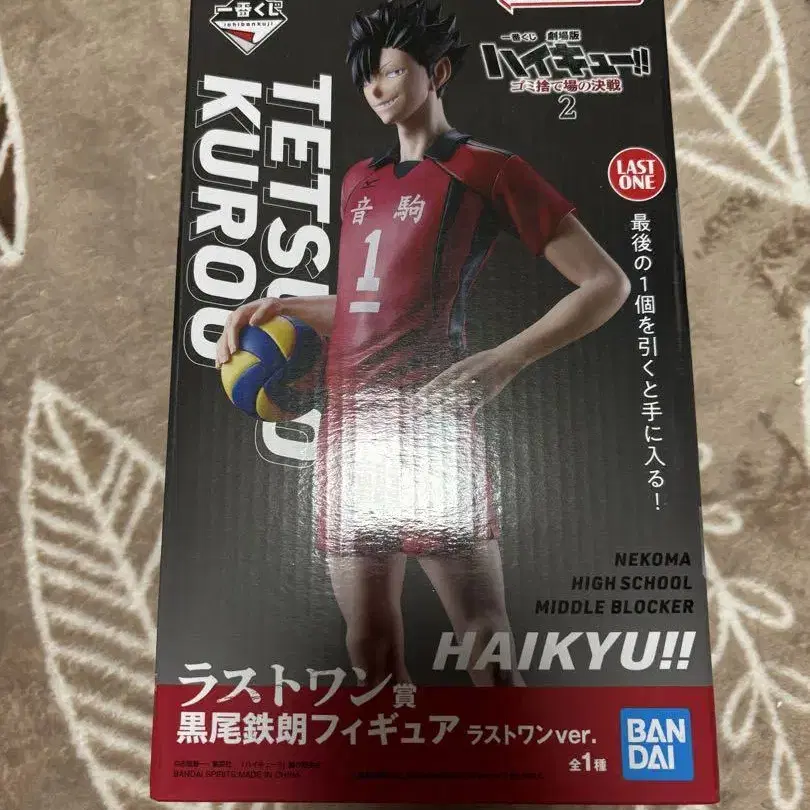 一番くじ
ichibankuji
一番くじ 劇場版
ハイキュー!!
ゴミ捨て場の決戦
2
TETSURO
KUROO
LAST
ONE
最後の1個を引くと手に入る!
音駒
1
NEKOMA
HIGH SCHOOL
MIDDLE BLOCKER
HAIKYU!!
ラストワン賞
黒尾鉄朗フィギュア ラストワンver.
全1種
BANDAI SPIRITS MADE IN CHINA
BAN
DAI